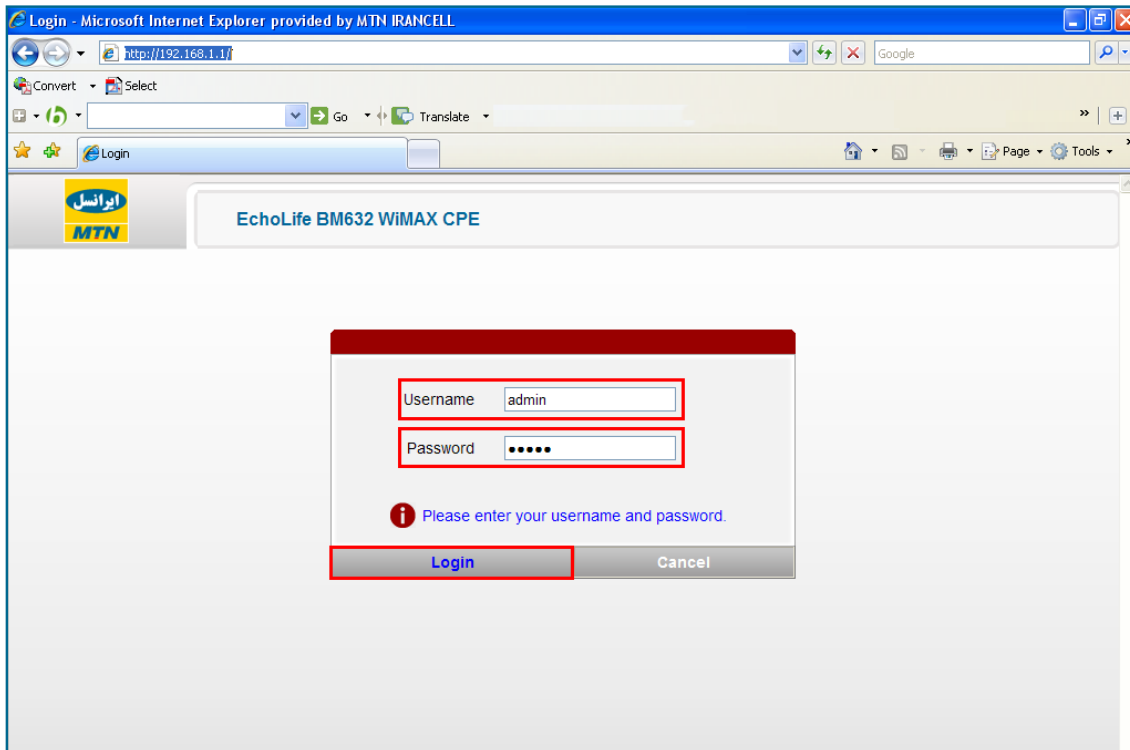 Login - Microsoft Internet Explorer provided by MTN IRANCELL
http://192.168.1.1/
Google
Convert Select
Go Translate »
Login Page Tools
ایرانسل
MTN
EchoLife BM632 WiMAX CPE
Username admin
Password •••••
Please enter your username and password.
Login Cancel